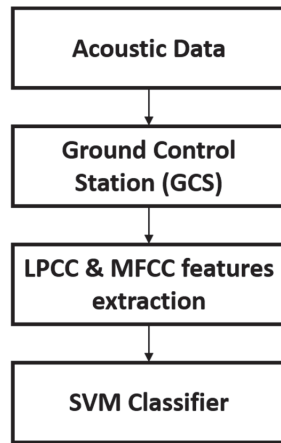 Acoustic Data
Ground Control
Station (GCS)
LPCC & MFCC features
extraction
SVM Classifier